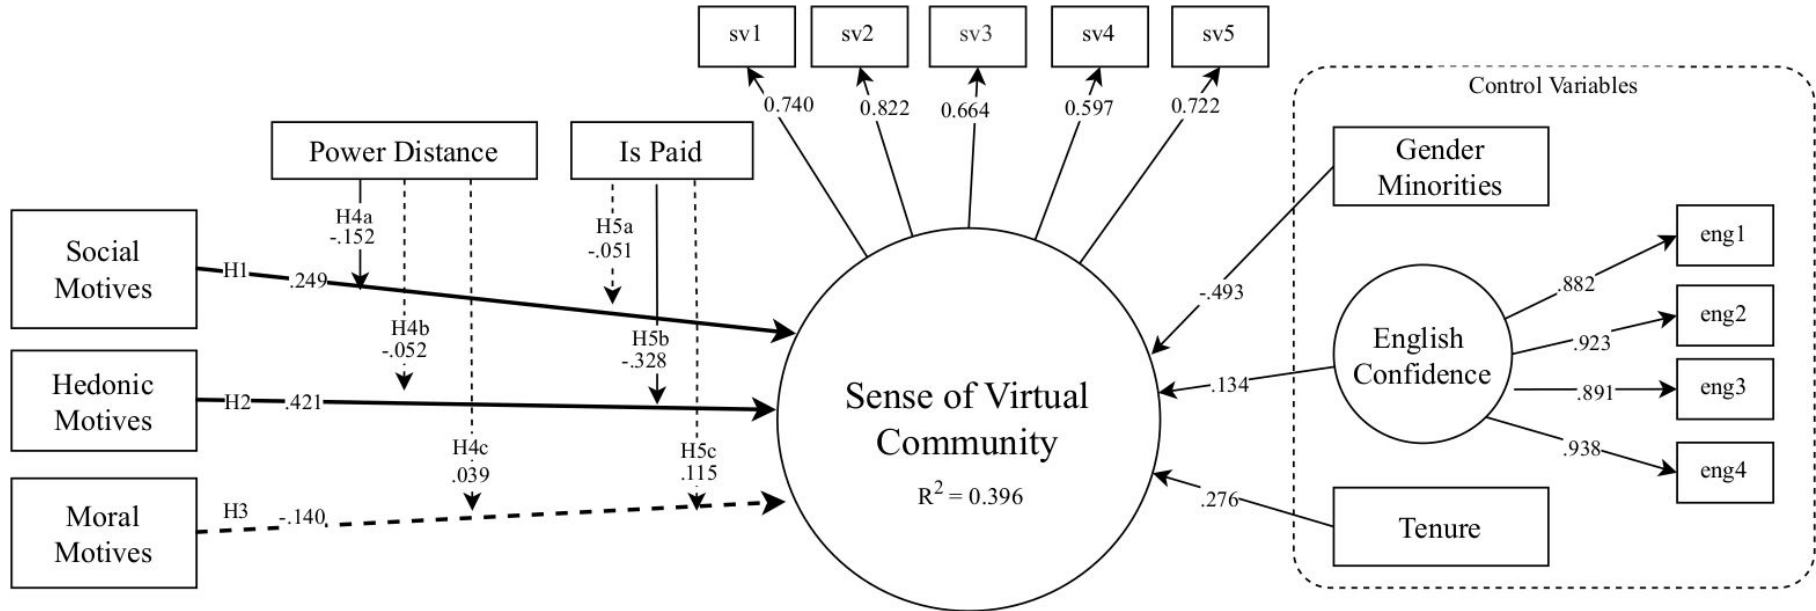 sv1
sv2
sv3
sv4
sv5
0.740
0.822
0.664
0.597
0.722
Control Variables
Power Distance
Is Paid
Gender
Minorities
H4a
-.152
H5a
-.051
Social
Motives
H1
.249
eng1
.882
-.493
H4b
-.052
H5b
-.328
eng2
.923
English
Confidence
Hedonic
Motives
H2
.421
.134
eng3
.891
Sense of Virtual
Community
R² = 0.396
H4c
.039
H5c
.115
eng4
.938
Moral
Motives
H3
-.140
.276
Tenure